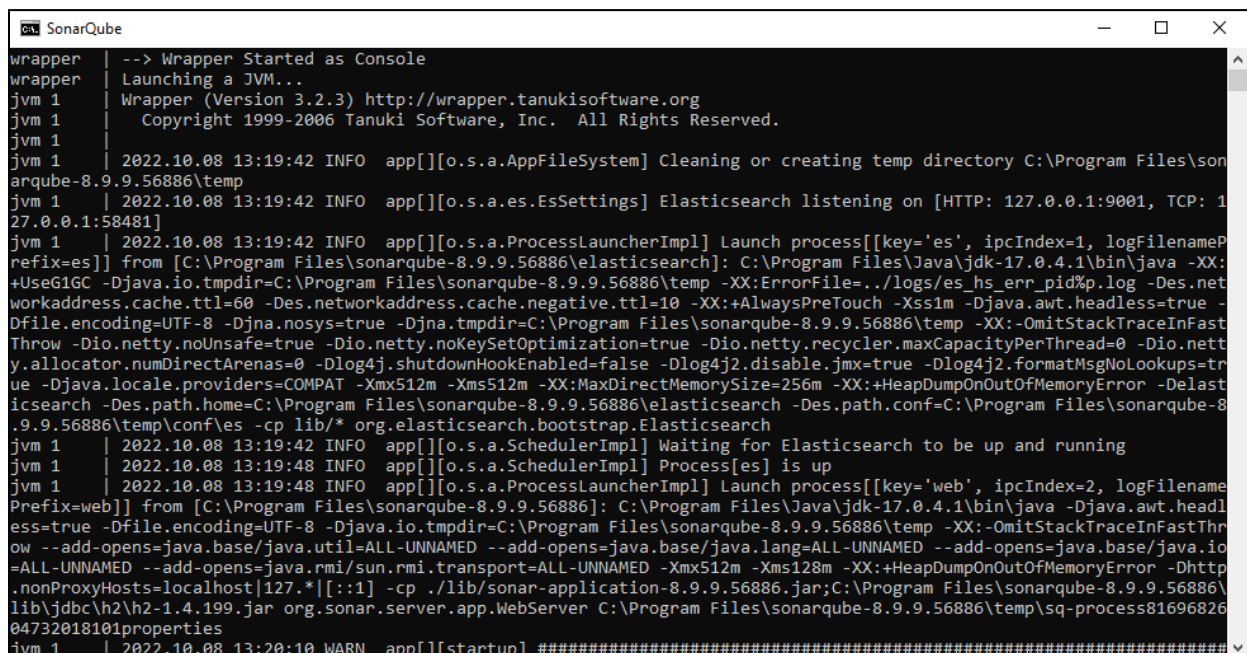 SonarQube
wrapper  | --> Wrapper Started as Console
wrapper  | Launching a JVM...
jvm 1    | Wrapper (Version 3.2.3) http://wrapper.tanukisoftware.org
jvm 1    |   Copyright 1999-2006 Tanuki Software, Inc.  All Rights Reserved.
jvm 1    |
jvm 1    | 2022.10.08 13:19:42 INFO  app[][o.s.a.AppFileSystem] Cleaning or creating temp directory C:\Program Files\son
arqube-8.9.9.56886\temp
jvm 1    | 2022.10.08 13:19:42 INFO  app[][o.s.a.es.EsSettings] Elasticsearch listening on [HTTP: 127.0.0.1:9001, TCP: 1
27.0.0.1:58481]
jvm 1    | 2022.10.08 13:19:42 INFO  app[][o.s.a.ProcessLauncherImpl] Launch process[[key='es', ipcIndex=1, logFilenameP
refix=es]] from [C:\Program Files\sonarqube-8.9.9.56886\elasticsearch]: C:\Program Files\Java\jdk-17.0.4.1\bin\java -XX:
+UseG1GC -Djava.io.tmpdir=C:\Program Files\sonarqube-8.9.9.56886\temp -XX:ErrorFile=../logs/es_hs_err_pid%p.log -Des.net
workaddress.cache.ttl=60 -Des.networkaddress.cache.negative.ttl=10 -XX:+AlwaysPreTouch -Xss1m -Djava.awt.headless=true -
Dfile.encoding=UTF-8 -Djna.nosys=true -Djna.tmpdir=C:\Program Files\sonarqube-8.9.9.56886\temp -XX:-OmitStackTraceInFast
Throw -Dio.netty.noUnsafe=true -Dio.netty.noKeySetOptimization=true -Dio.netty.recycler.maxCapacityPerThread=0 -Dio.nett
y.allocator.numDirectArenas=0 -Dlog4j.shutdownHookEnabled=false -Dlog4j2.disable.jmx=true -Dlog4j2.formatMsgNoLookups=tr
ue -Djava.locale.providers=COMPAT -Xmx512m -Xms512m -XX:MaxDirectMemorySize=256m -XX:+HeapDumpOnOutOfMemoryError -Delast
icsearch -Des.path.home=C:\Program Files\sonarqube-8.9.9.56886\elasticsearch -Des.path.conf=C:\Program Files\sonarqube-8
.9.9.56886\temp\conf\es -cp lib/* org.elasticsearch.bootstrap.Elasticsearch
jvm 1    | 2022.10.08 13:19:42 INFO  app[][o.s.a.SchedulerImpl] Waiting for Elasticsearch to be up and running
jvm 1    | 2022.10.08 13:19:48 INFO  app[][o.s.a.SchedulerImpl] Process[es] is up
jvm 1    | 2022.10.08 13:19:48 INFO  app[][o.s.a.ProcessLauncherImpl] Launch process[[key='web', ipcIndex=2, logFilename
Prefix=web]] from [C:\Program Files\sonarqube-8.9.9.56886]: C:\Program Files\Java\jdk-17.0.4.1\bin\java -Djava.awt.headl
ess=true -Dfile.encoding=UTF-8 -Djava.io.tmpdir=C:\Program Files\sonarqube-8.9.9.56886\temp -XX:-OmitStackTraceInFastThr
ow --add-opens=java.base/java.util=ALL-UNNAMED --add-opens=java.base/java.lang=ALL-UNNAMED --add-opens=java.base/java.io
=ALL-UNNAMED --add-opens=java.rmi/sun.rmi.transport=ALL-UNNAMED -Xmx512m -Xms128m -XX:+HeapDumpOnOutOfMemoryError -Dhttp
.nonProxyHosts=localhost|127.*|[::1] -cp ./lib/sonar-application-8.9.9.56886.jar;C:\Program Files\sonarqube-8.9.9.56886\
lib\jdbc\h2\h2-1.4.199.jar org.sonar.server.app.WebServer C:\Program Files\sonarqube-8.9.9.56886\temp\sq-process81696826
04732018101properties
jvm 1    | 2022.10.08 13:20:10 WARN  app[][startup] ####################################################################